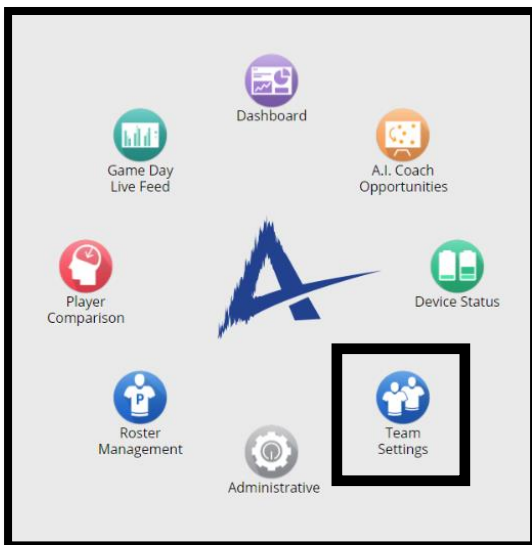 Dashboard
Game Day
Live Feed
A.I. Coach
Opportunities
Player
Comparison
Device Status
P
Roster
Management
Team
Settings
Administrative